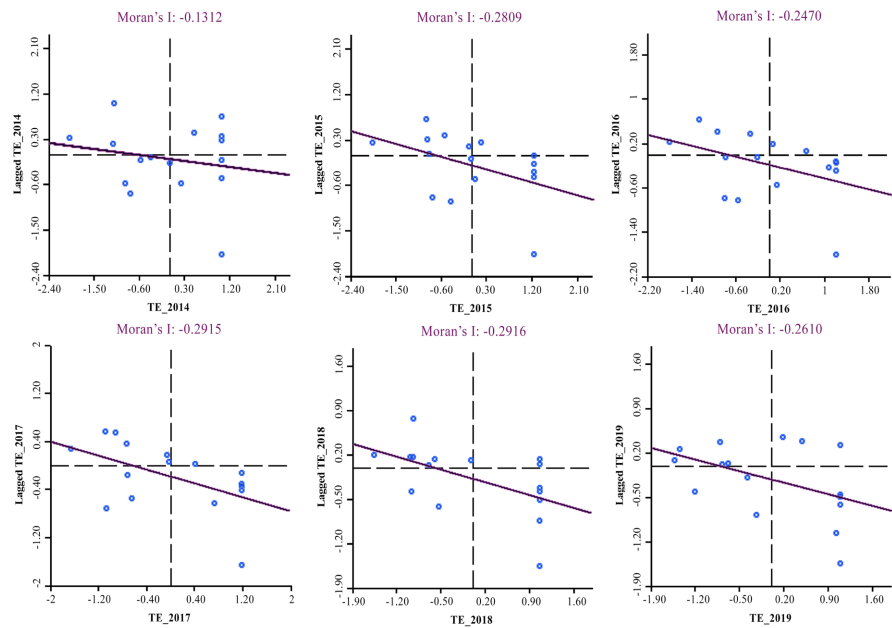 Moran's I: -0.1312
Lagged TE_2014
2.10
1.20
0.30
-0.60
-1.50
-2.40
-2.40 -1.50 -0.60 0.30 1.20 2.10
TE_2014
Moran's I: -0.2809
Lagged TE_2015
2.10
1.20
0.30
-0.60
-1.50
-2.40
-2.40 -1.50 -0.60 0.30 1.20 2.10
TE_2015
Moran's I: -0.2470
Lagged TE_2016
1.80
1
0.20
-0.60
-1.40
-2.20
-2.20 -1.40 -0.60 0.20 1 1.80
TE_2016
Moran's I: -0.2915
Lagged TE_2017
2
1.20
0.40
-0.40
-1.20
-2
-2 -1.20 -0.40 0.40 1.20 2
TE_2017
Moran's I: -0.2916
Lagged TE_2018
1.60
0.90
0.20
-0.50
-1.20
-1.90
-1.90 -1.20 -0.50 0.20 0.90 1.60
TE_2018
Moran's I: -0.2610
Lagged TE_2019
1.60
0.90
0.20
-0.50
-1.20
-1.90
-1.90 -1.20 -0.50 0.20 0.90 1.60
TE_2019